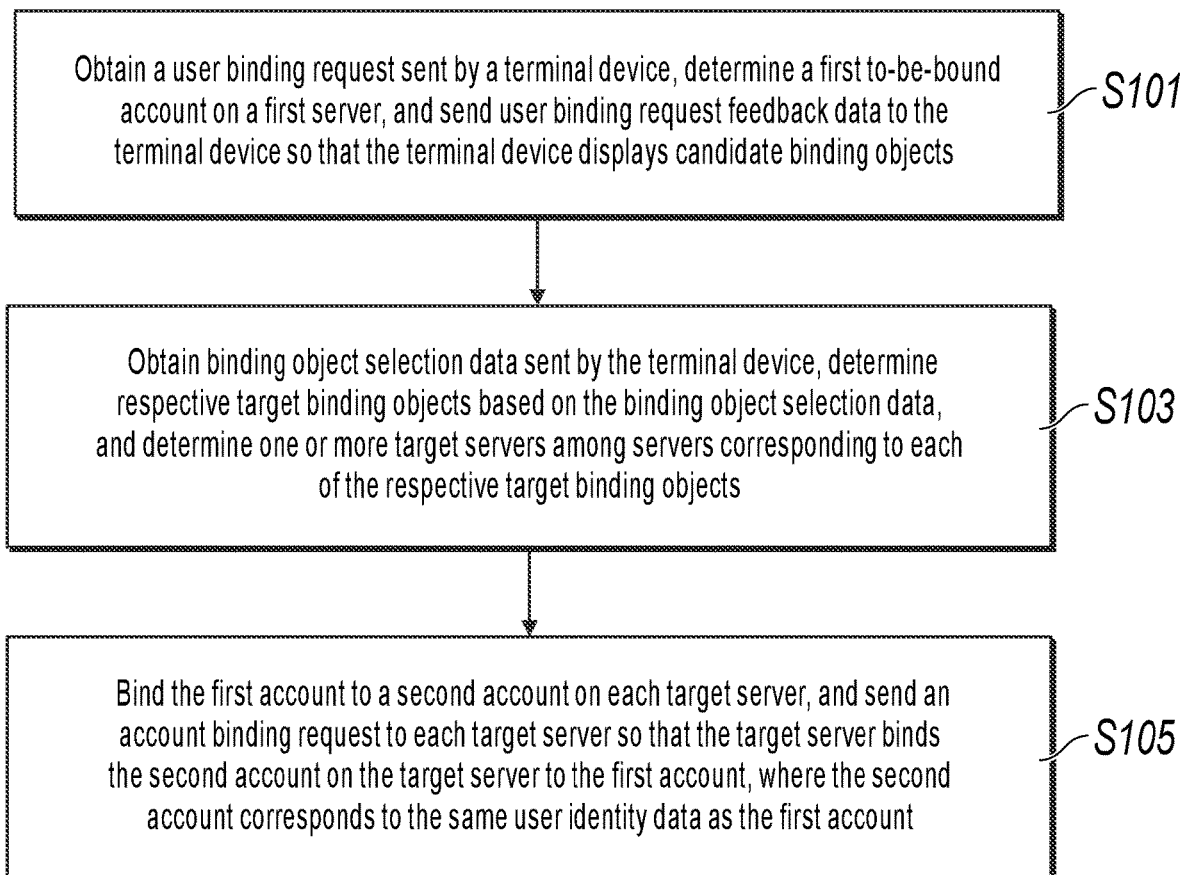 Obtain a user binding request sent by a terminal device, determine a first to-be-bound
account on a first server, and send user binding request feedback data to the
terminal device so that the terminal device displays candidate binding objects
S101
Obtain binding object selection data sent by the terminal device, determine
respective target binding objects based on the binding object selection data,
and determine one or more target servers among servers corresponding to each
of the respective target binding objects
S103
Bind the first account to a second account on each target server, and send an
account binding request to each target server so that the target server binds
the second account on the target server to the first account, where the second
account corresponds to the same user identity data as the first account
S105